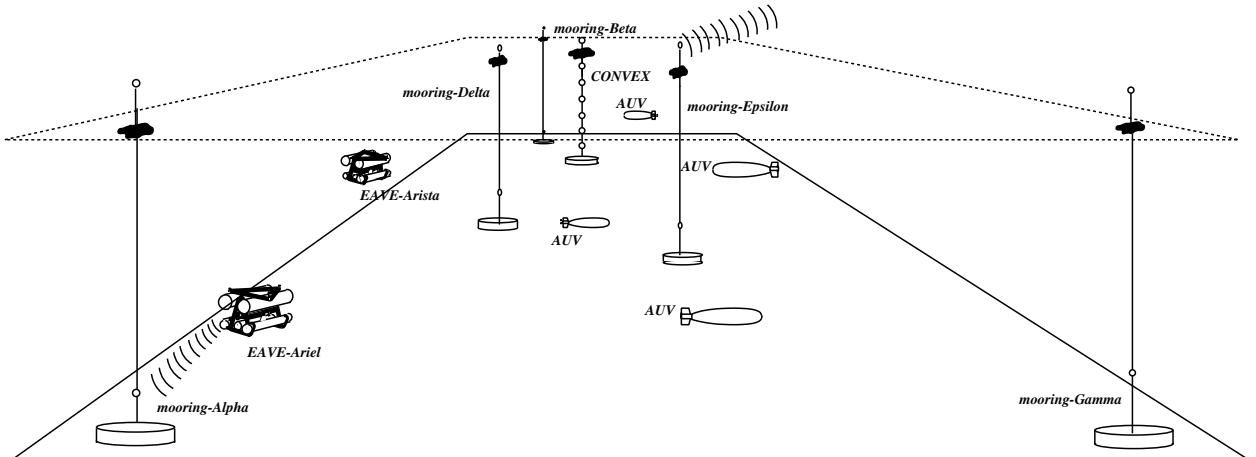 mooring-Beta
CONVEX
mooring-Delta
AUV
mooring-Epsilon
AUV
EAVE-Arista
AUV
AUV
EAVE-Ariel
mooring-Alpha
mooring-Gamma